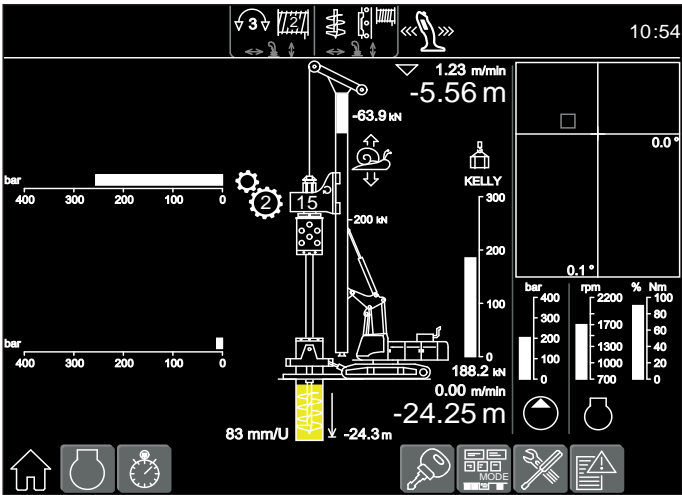 3 2
10:54
1.23 m/min
-5.56 m
-63.9 kN
0.0 °
bar
400 300 200 100 0
2 15
KELLY
300
200 kN
200
0.1 °
bar rpm % Nm
400 2200 100
300 1700 80
200 1300 60
100 1000 40
0 700 20
0
100
bar
400 300 200 100 0
0
188.2 kN
0.00 m/min
-24.25 m
83 mm/U
-24.3 m
MODE